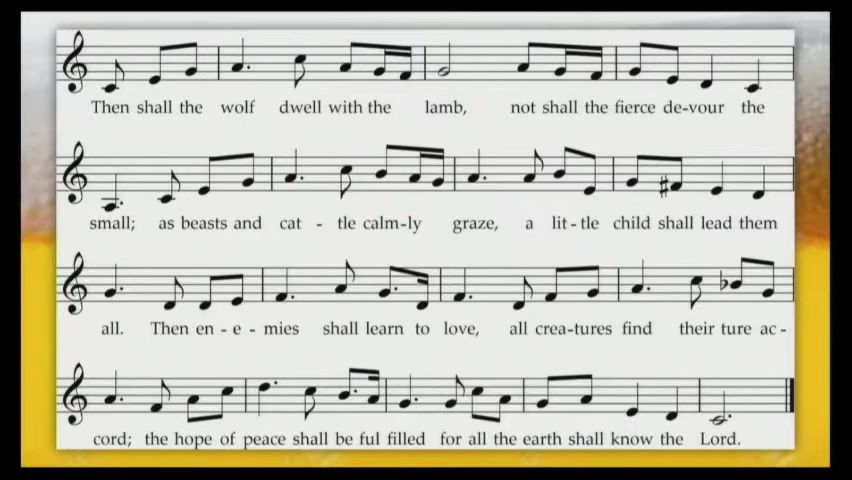 Then shall the wolf dwell with the lamb, not shall the fierce de-vour the
small; as beasts and cat - tle calm-ly graze, a lit-tle child shall lead them
all. Then en - e - mies shall learn to love, all crea-tures find their ture ac-
cord; the hope of peace shall be ful filled for all the earth shall know the Lord.